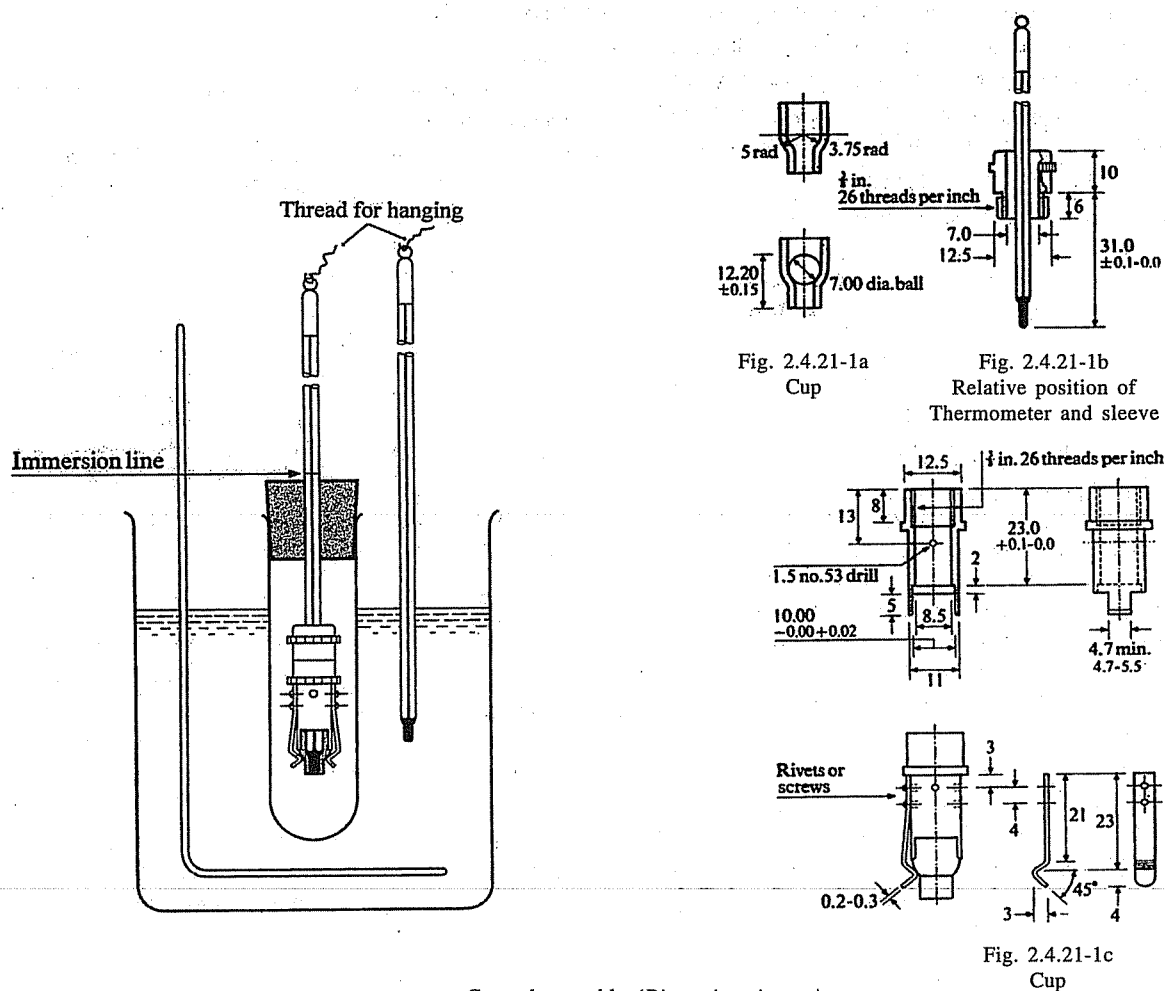 Thread for hanging
Immersion line
5 rad
3.75 rad
12.20
±0.15
7.00 dia.ball
Fig. 2.4.21-1a
Cup
in.
26 threads per inch
10
6
7.0
12.5
31.0
±0.1-0.0
Fig. 2.4.21-1b
Relative position of
Thermometer and sleeve
12.5
in. 26 threads per inch
13
8
23.0
+0.1-0.0
1.5 no.53 drill
2
5
10.00
-0.00+0.02
8.5
11
4.7 min.
4.7-5.5
Rivets or
screws
3
4
21
23
0.2-0.3
3
45°
4
Fig. 2.4.21-1c
Cup